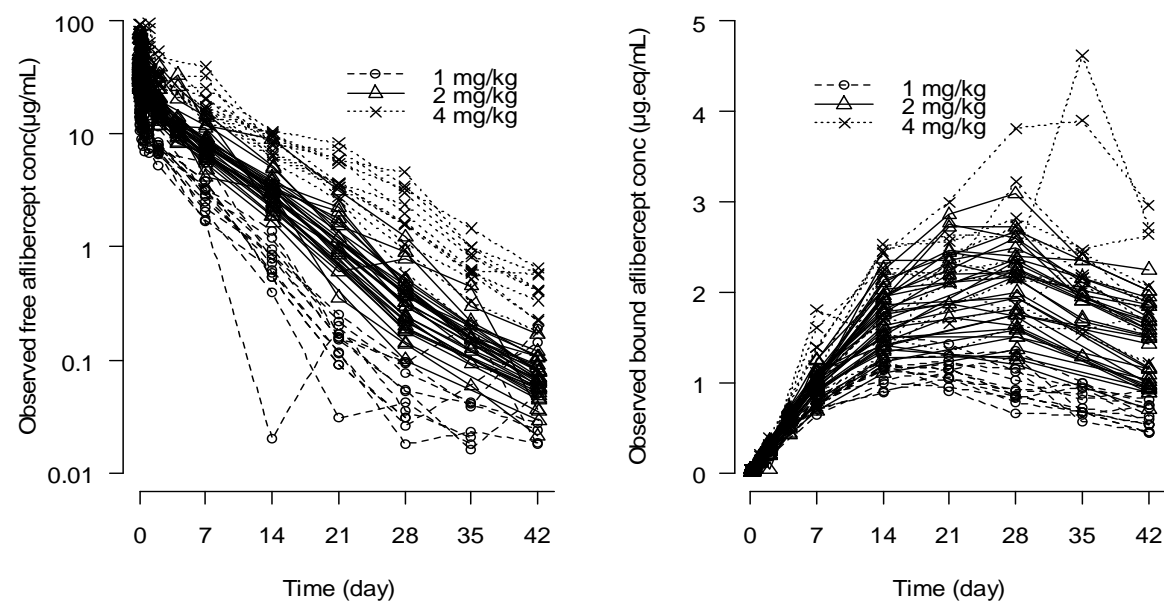 Observed free aflibercept conc(µg/mL)
100
10
1
0.1
0.01
1 mg/kg
2 mg/kg
4 mg/kg
0 7 14 21 28 35 42
Time (day)
Observed bound aflibercept conc (µg.eq/mL)
5
4
3
2
1
0
1 mg/kg
2 mg/kg
4 mg/kg
0 7 14 21 28 35 42
Time (day)